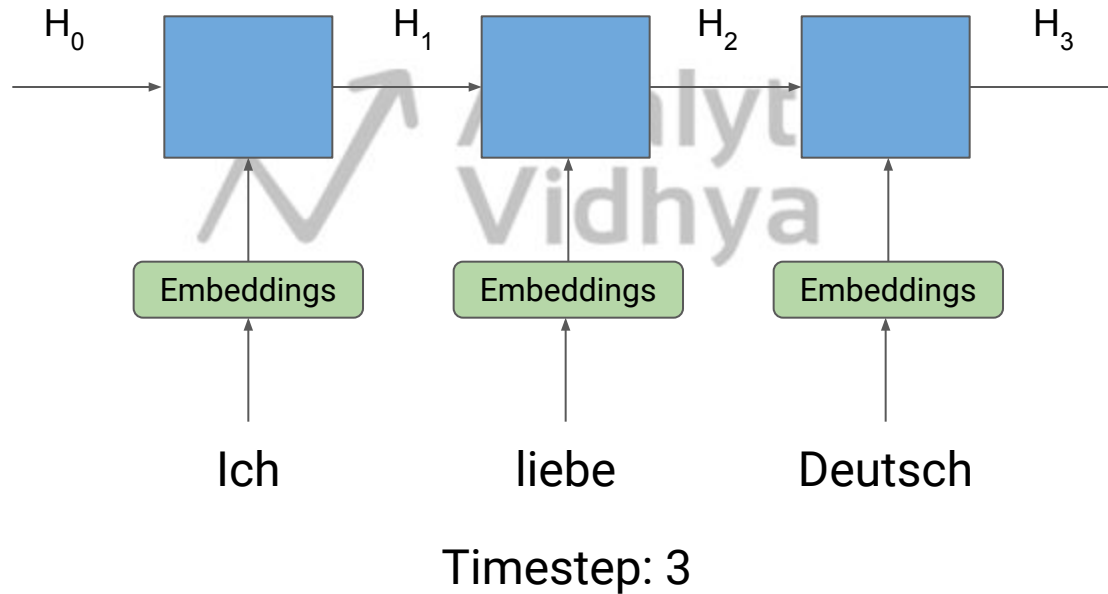 H₀ H₁ H₂ H₃
Vidhya
Embeddings Embeddings Embeddings
Ich liebe Deutsch
Timestep: 3